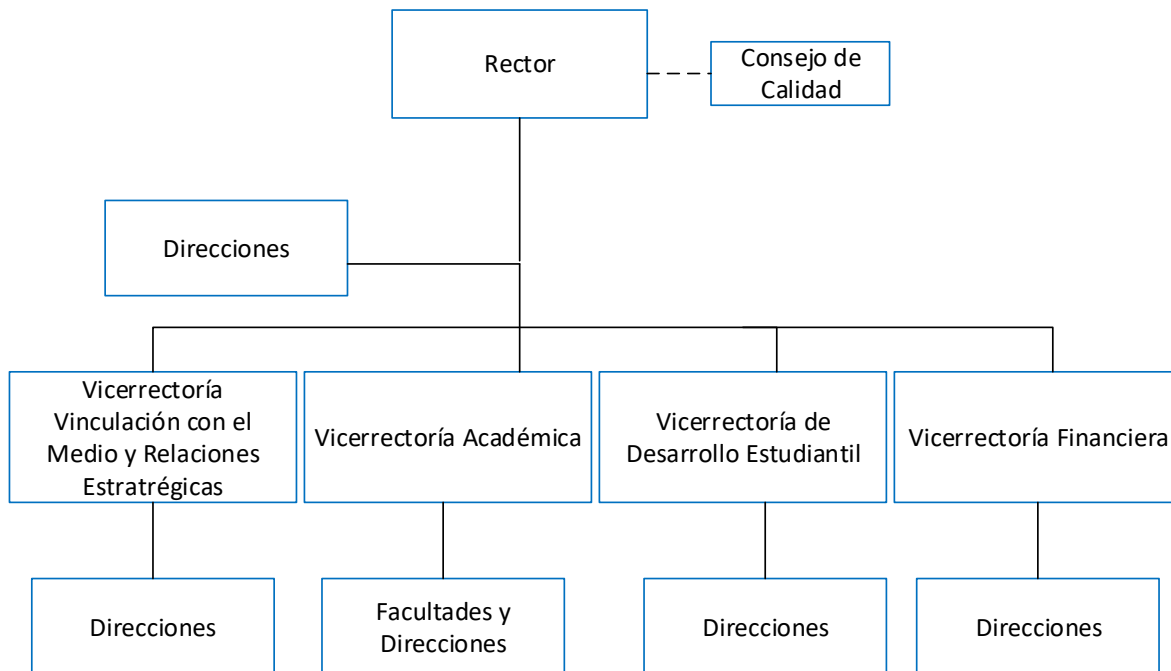 Rector
Consejo de
Calidad
Direcciones
Vicerrectoría
Vinculación con el
Medio y Relaciones
Estratrégicas
Vicerrectoría Académica
Vicerrectoría de
Desarrollo Estudiantil
Vicerrectoría Financiera
Direcciones
Facultades y
Direcciones
Direcciones
Direcciones